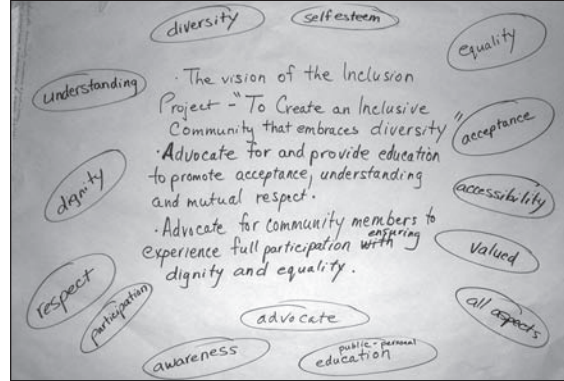 diversity
self esteem
equality
understanding
· The vision of the Inclusion
Project - "To Create an Inclusive
Community that embraces diversity"
acceptance
· Advocate for and provide education
to promote acceptance, understanding
and mutual respect.
dignity
accessibility
· Advocate for community members to
experience full participation with ensuring
dignity and equality.
valued
respect
participation
all aspects
advocate
awareness
public - personal
education